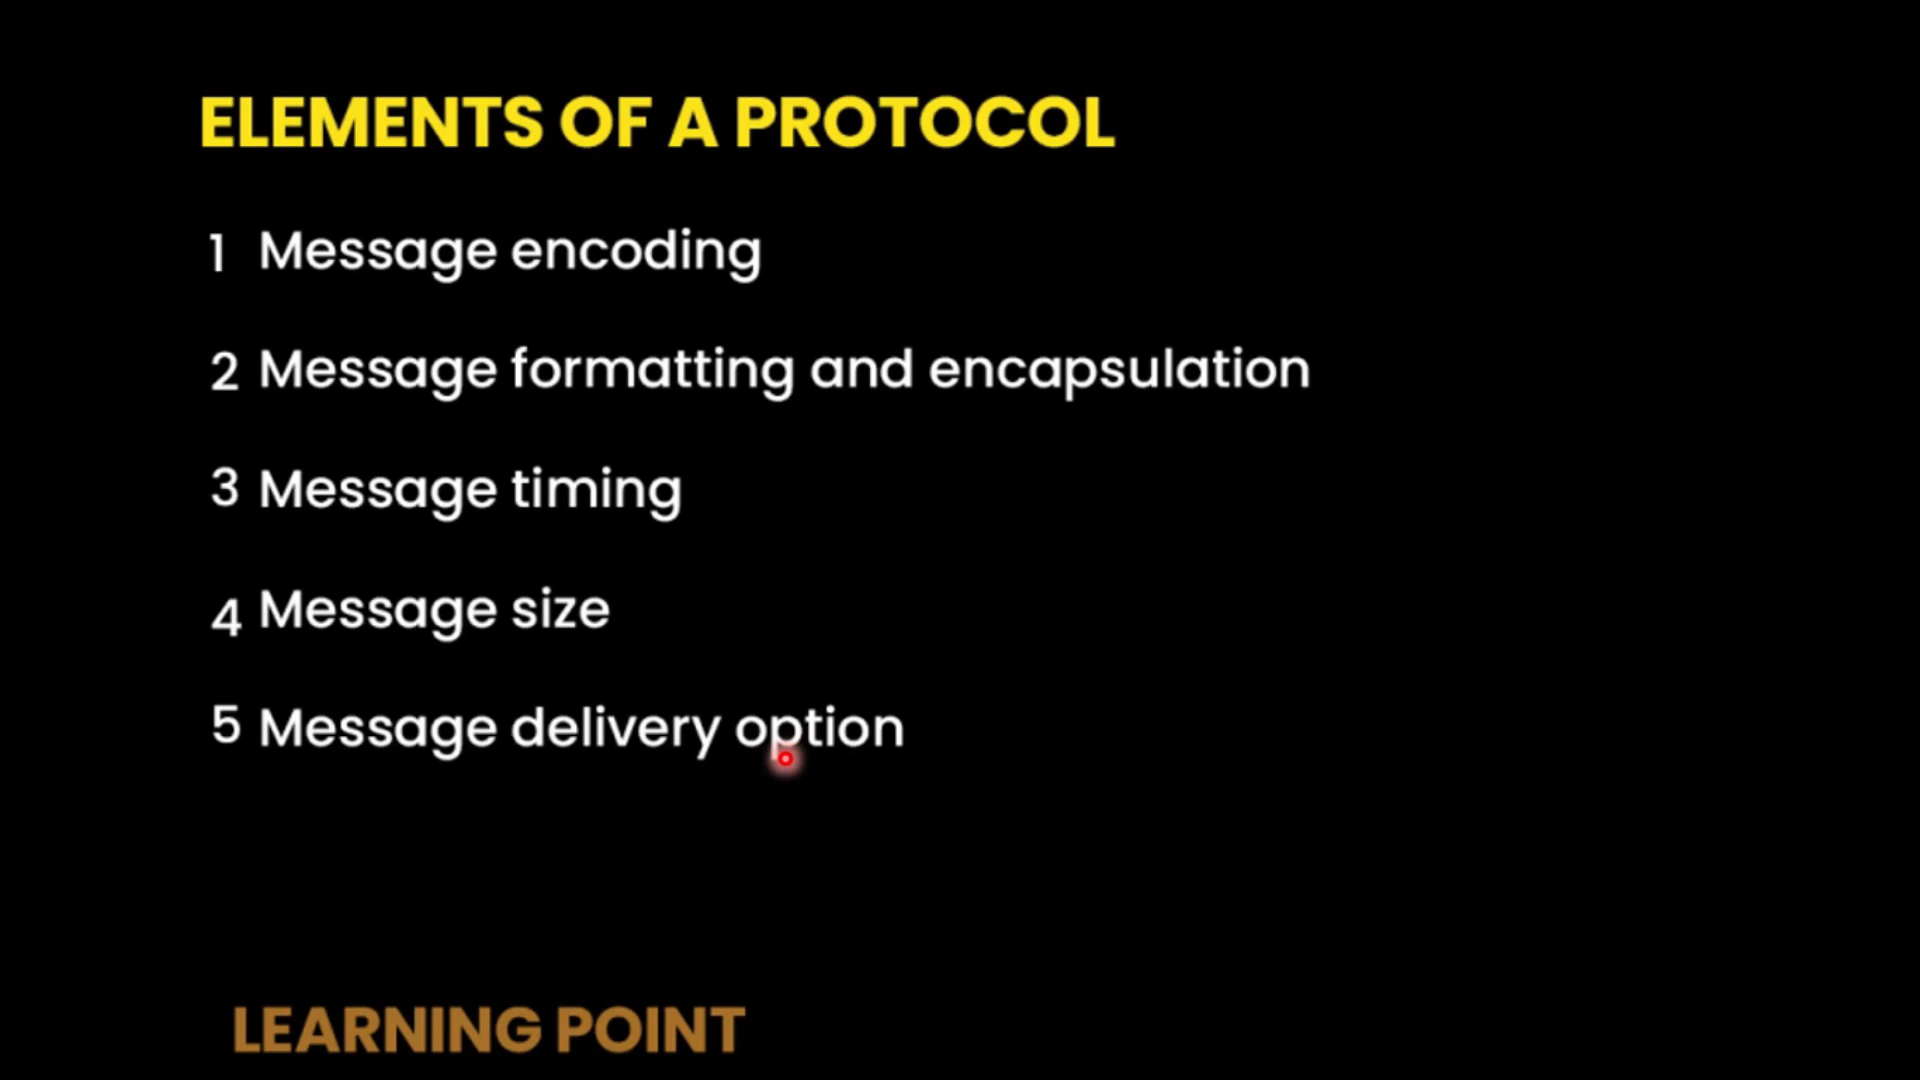 ELEMENTS OF A PROTOCOL
1 Message encoding
2 Message formatting and encapsulation
3 Message timing
4 Message size
5 Message delivery option
LEARNING POINT